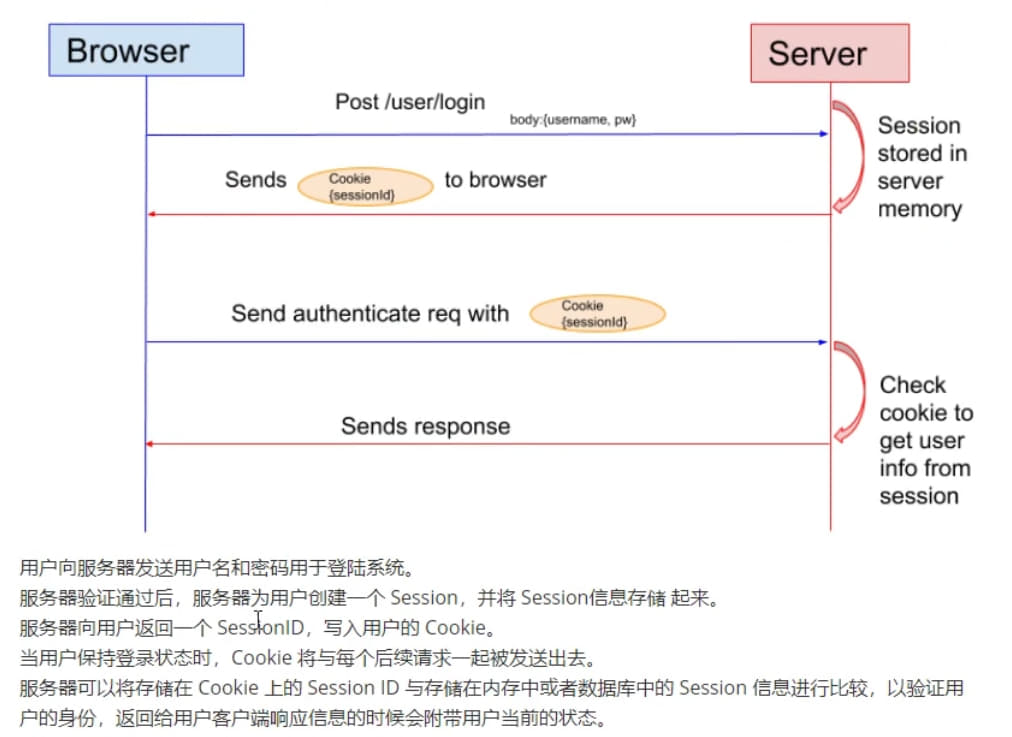 Browser
Server
Post /user/login
body:{username, pw}
Session
stored in
server
memory
Sends
Cookie
{sessionId}
to browser
Send authenticate req with
Cookie
{sessionId}
Check
cookie to
get user
info from
session
Sends response
用户向服务器发送用户名和密码用于登陆系统。
服务器验证通过后，服务器为用户创建一个 Session，并将 Session信息存储 起来。
服务器向用户返回一个 SessionID，写入用户的 Cookie。
当用户保持登录状态时，Cookie 将与每个后续请求一起被发送出去。
服务器可以将存储在 Cookie 上的 Session ID 与存储在内存中或者数据库中的 Session 信息进行比较，以验证用
户的身份，返回给用户客户端响应信息的时候会附带用户当前的状态。